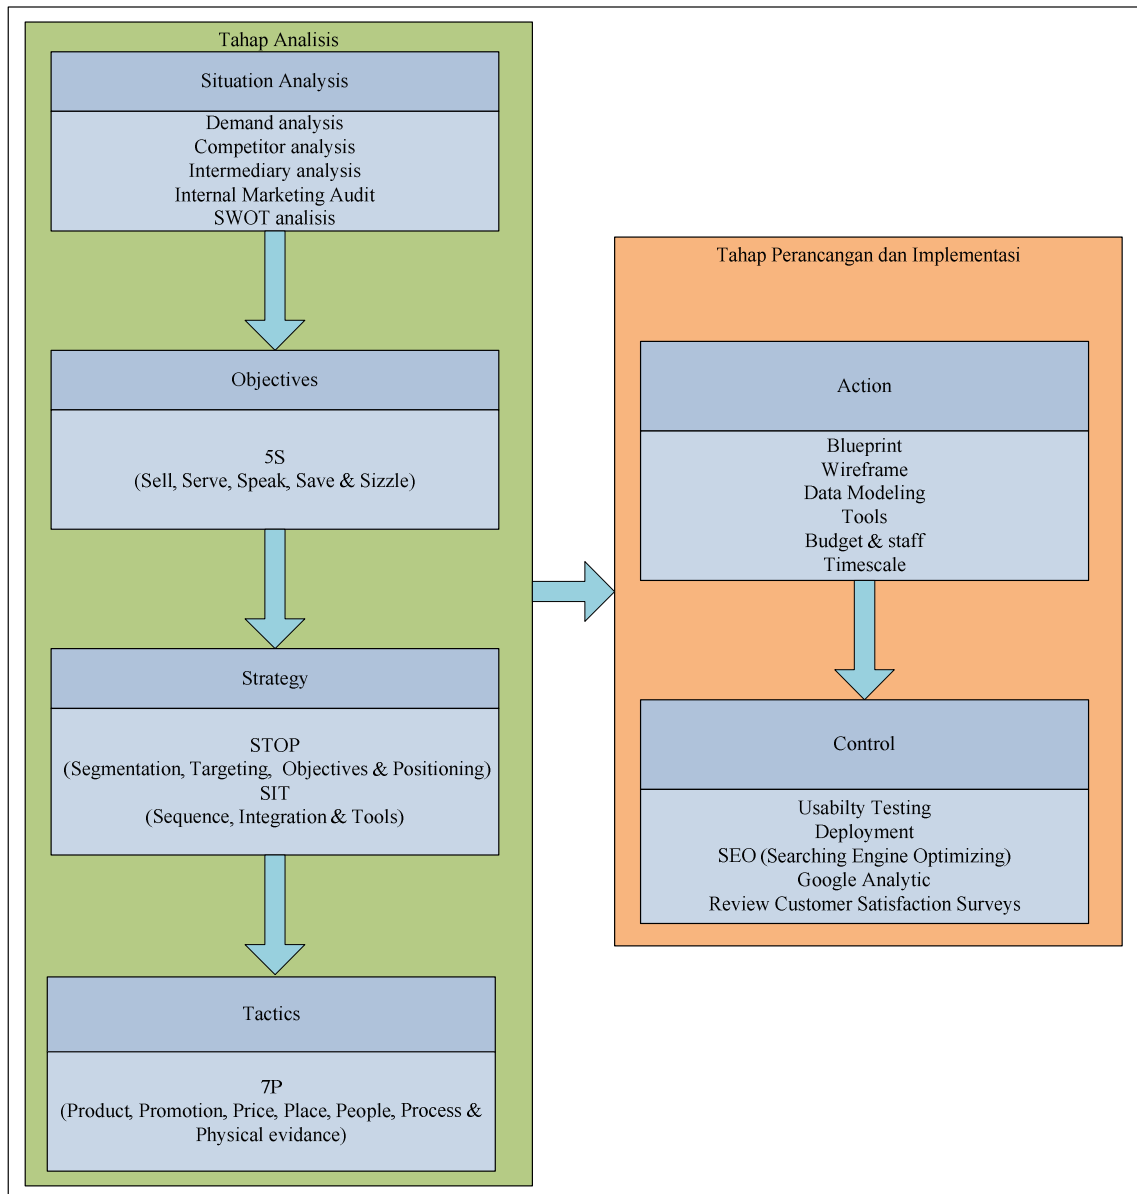 Tahap Analisis
Situation Analysis
Demand analysis
Competitor analysis
Intermediary analysis
Internal Marketing Audit
SWOT analisis
Objectives
5S
(Sell, Serve, Speak, Save & Sizzle)
Strategy
STOP
(Segmentation, Targeting, Objectives & Positioning)
SIT
(Sequence, Integration & Tools)
Tactics
7P
(Product, Promotion, Price, Place, People, Process &
Physical evidance)
Tahap Perancangan dan Implementasi
Action
Blueprint
Wireframe
Data Modeling
Tools
Budget & staff
Timescale
Control
Usabilty Testing
Deployment
SEO (Searching Engine Optimizing)
Google Analytic
Review Customer Satisfaction Surveys